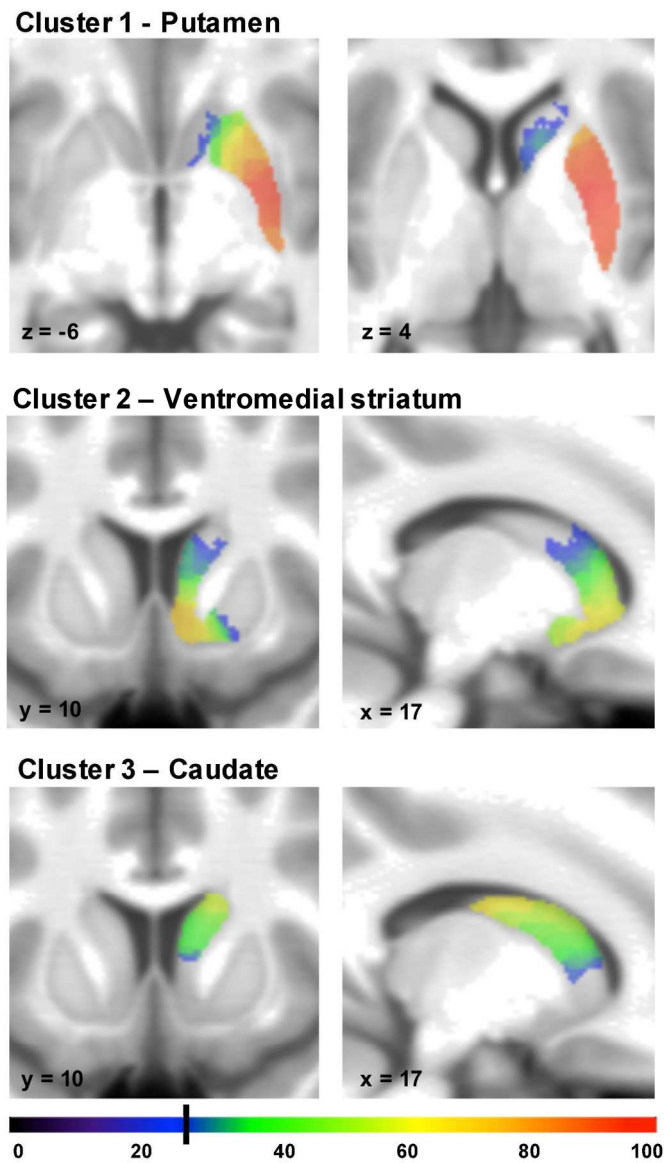 Cluster 1 - Putamen
z = -6
z = 4
Cluster 2 – Ventromedial striatum
y = 10
x = 17
Cluster 3 – Caudate
y = 10
x = 17
0 20 40 60 80 100